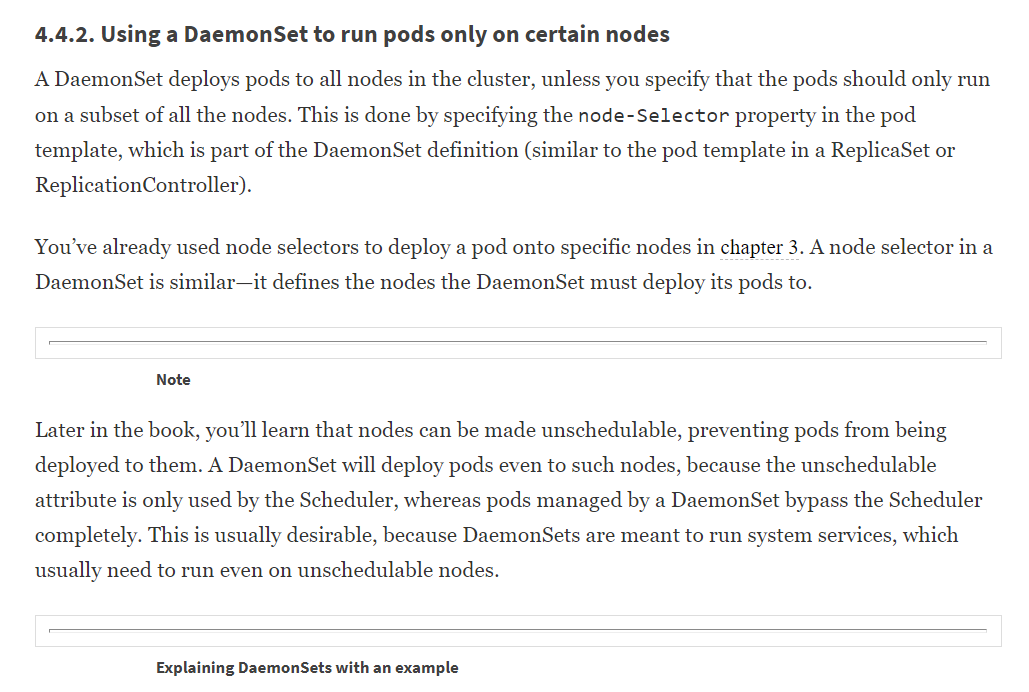 4.4.2. Using a DaemonSet to run pods only on certain nodes
A DaemonSet deploys pods to all nodes in the cluster, unless you specify that the pods should only run
on a subset of all the nodes. This is done by specifying the node-Selector property in the pod
template, which is part of the DaemonSet definition (similar to the pod template in a ReplicaSet or
ReplicationController).
You’ve already used node selectors to deploy a pod onto specific nodes in chapter 3. A node selector in a
DaemonSet is similar—it defines the nodes the DaemonSet must deploy its pods to.
Note
Later in the book, you’ll learn that nodes can be made unschedulable, preventing pods from being
deployed to them. A DaemonSet will deploy pods even to such nodes, because the unschedulable
attribute is only used by the Scheduler, whereas pods managed by a DaemonSet bypass the Scheduler
completely. This is usually desirable, because DaemonSets are meant to run system services, which
usually need to run even on unschedulable nodes.
Explaining DaemonSets with an example